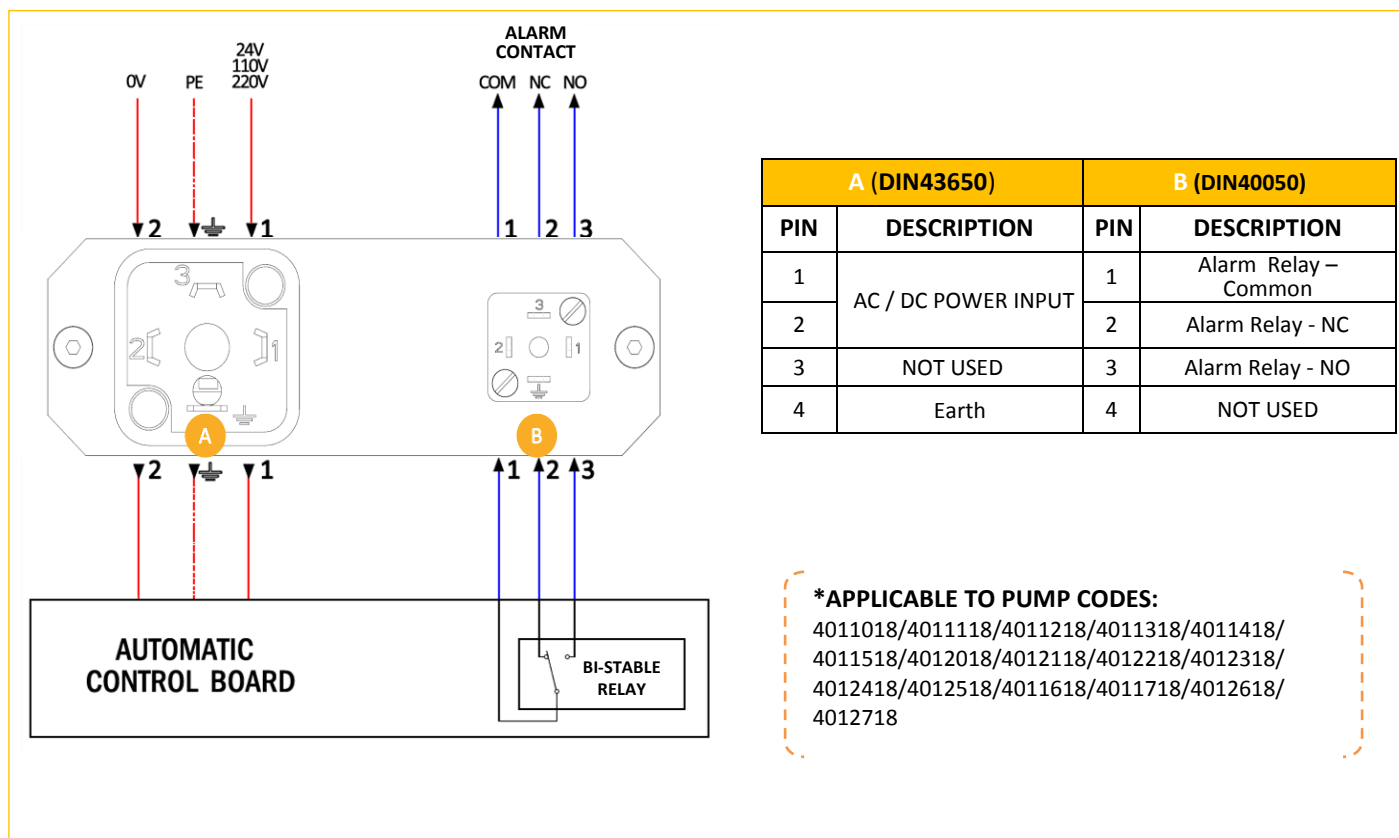 ALARM
CONTACT
24V
110V
220V
0V PE
COM NC NO
2 1
1 2 3
3
2 1
3
2 1
A
B
2 1
1 2 3
AUTOMATIC
CONTROL BOARD
BI-STABLE
RELAY
A (DIN43650) B (DIN40050)
PIN DESCRIPTION PIN DESCRIPTION
1 AC / DC POWER INPUT 1 Alarm Relay –
Common
2 2 Alarm Relay - NC
3 NOT USED 3 Alarm Relay - NO
4 Earth 4 NOT USED
*APPLICABLE TO PUMP CODES:
4011018/4011118/4011218/4011318/4011418/
4011518/4012018/4012118/4012218/4012318/
4012418/4012518/4011618/4011718/4012618/
4012718